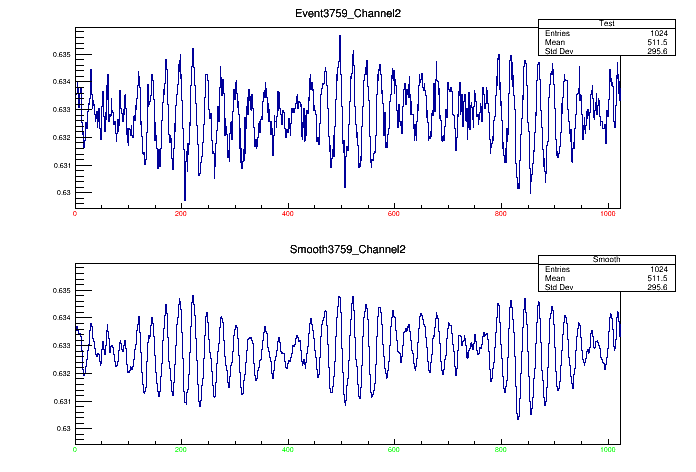 Event3759_Channel2
Test
Entries 1024
Mean 511.5
Std Dev 295.6
0.635
0.634
0.633
0.632
0.631
0.63
0 200 400 600 800 1000
Smooth3759_Channel2
Smooth
Entries 1024
Mean 511.5
Std Dev 295.6
0.635
0.634
0.633
0.632
0.631
0.63
0 200 400 600 800 1000